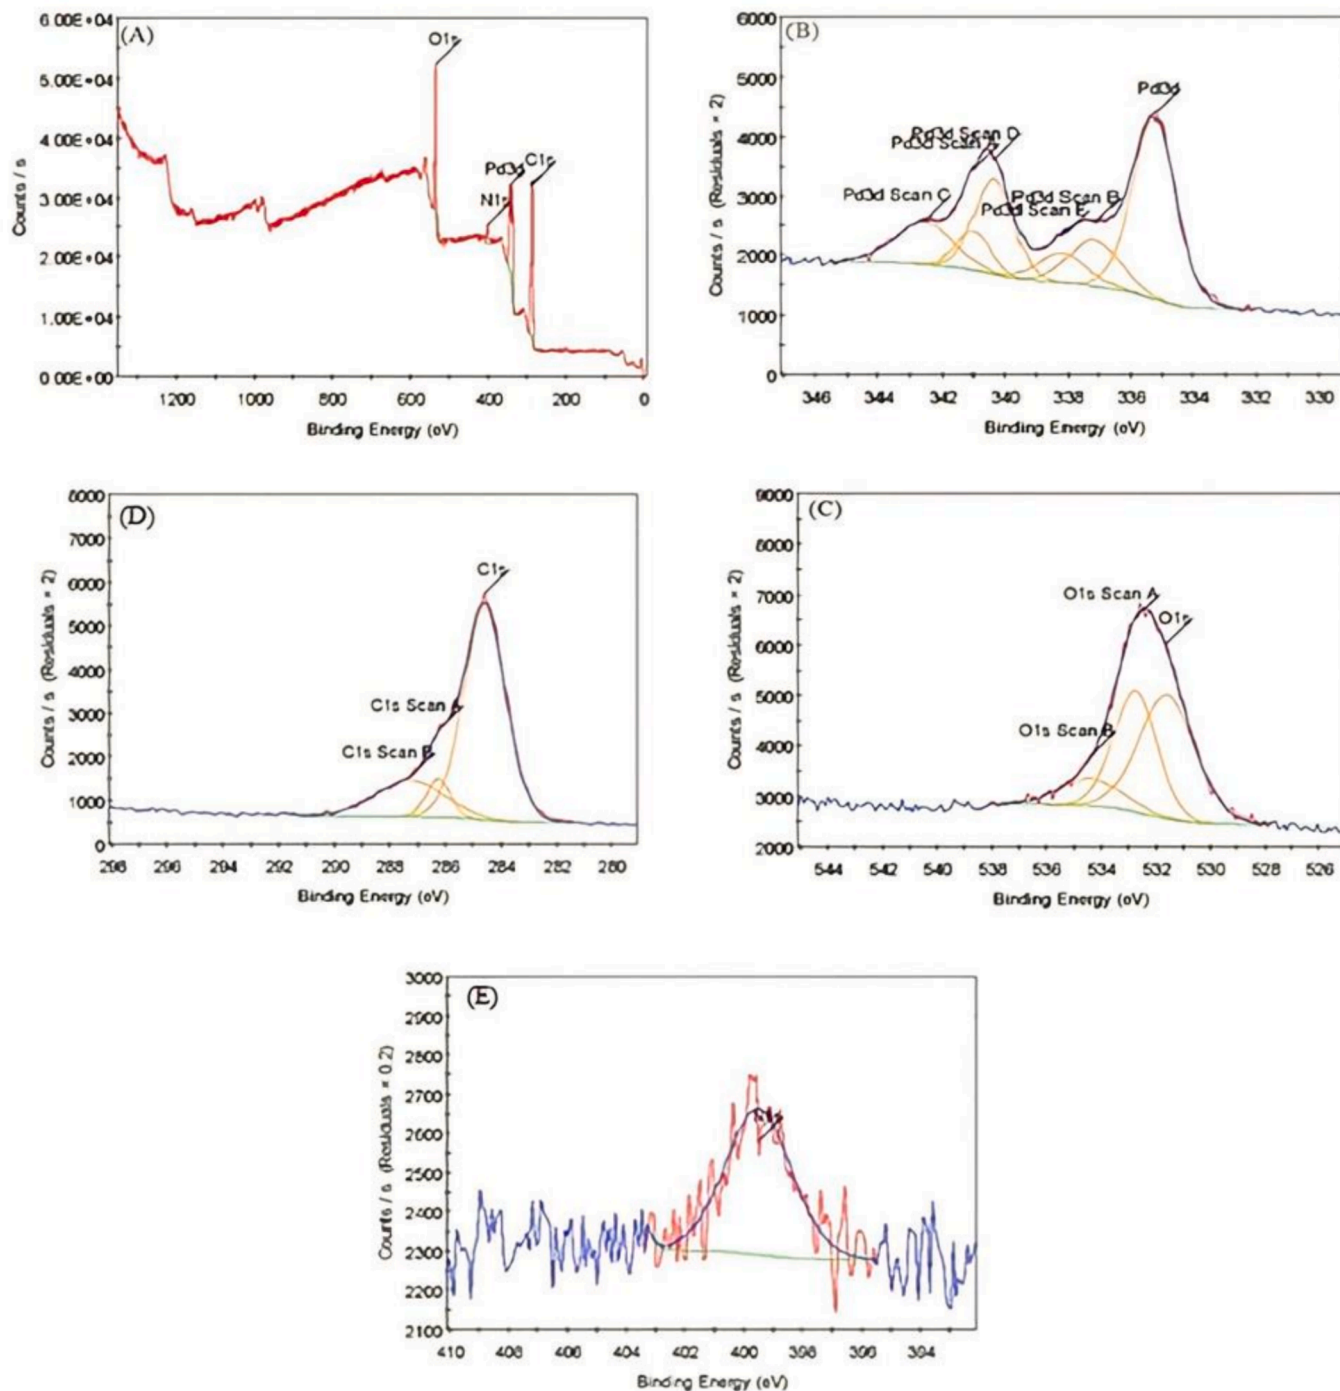 (A)
6.00E+04
5.00E+04
4.00E+04
3.00E+04
2.00E+04
1.00E+04
0.00E+00
Counts / s
O1s
Pd3d
C1s
N1s
1200 1000 800 600 400 200 0
Binding Energy (eV)
(B)
6000
5000
4000
3000
2000
1000
0
Counts / s (Residuals × 2)
Pd3d
Pd3d Scan D
Pd3d Scan
Pd3d Scan C
Pd3d Scan B
Pd3d Scan E
346 344 342 340 338 336 334 332 330
Binding Energy (eV)
(D)
8000
7000
6000
5000
4000
3000
2000
1000
0
Counts / s (Residuals × 2)
C1s
C1s Scan A
C1s Scan B
298 296 294 292 290 288 286 284 282 280
Binding Energy (eV)
(C)
9000
8000
7000
6000
5000
4000
3000
2000
Counts / s (Residuals × 2)
O1s Scan A
O1s
O1s Scan B
544 542 540 538 536 534 532 530 528 526
Binding Energy (eV)
(E)
3000
2900
2800
2700
2600
2500
2400
2300
2200
2100
Counts / s (Residuals × 0.2)
N1s
410 408 406 404 402 400 398 396 394
Binding Energy (eV)